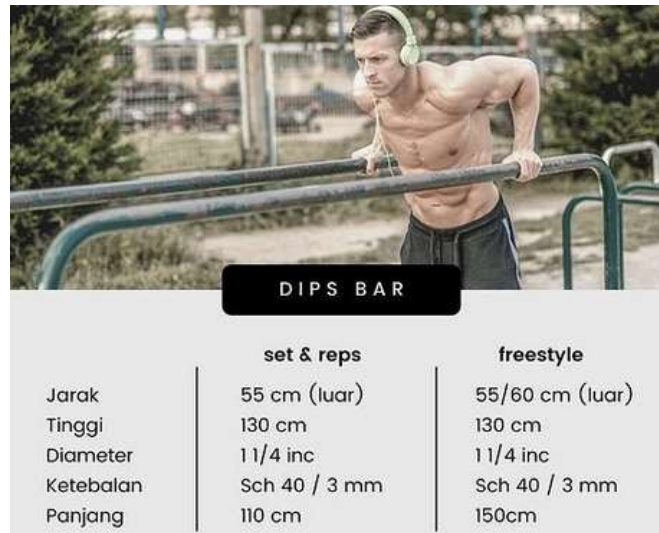 DIPS BAR
set & reps freestyle
Jarak 55 cm (luar) 55/60 cm (luar)
Tinggi 130 cm 130 cm
Diameter 1 1/4 inc 1 1/4 inc
Ketebalan Sch 40 / 3 mm Sch 40 / 3 mm
Panjang 110 cm 150cm